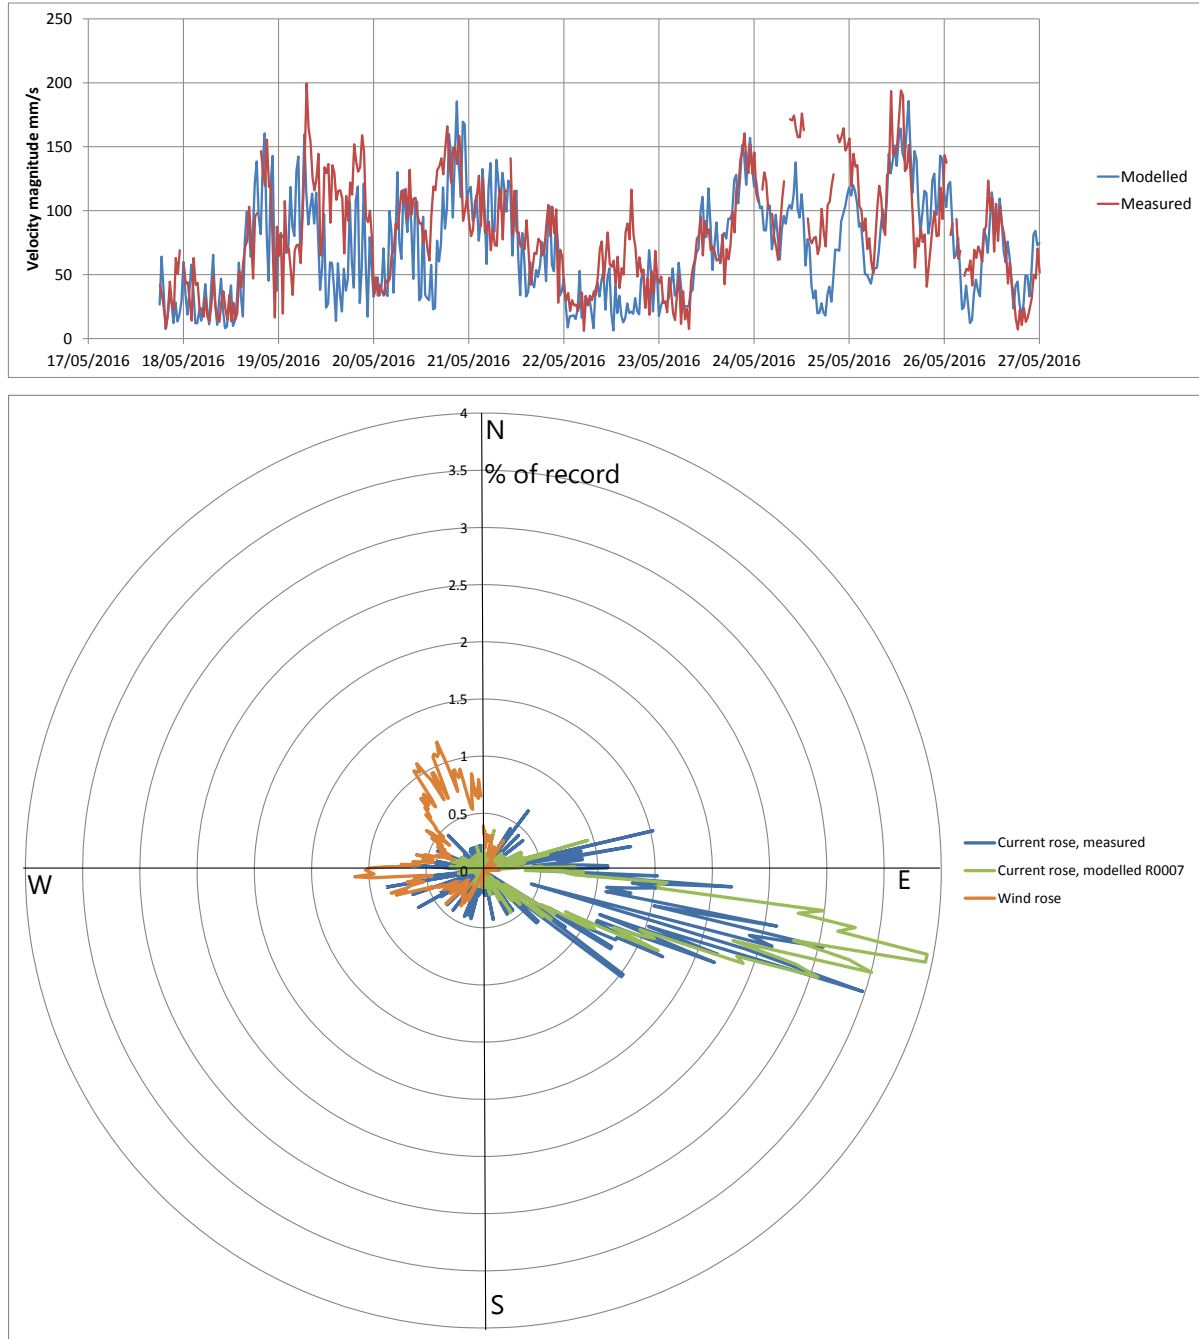 250
200
150
100
50
0
Velocity magnitude mm/s
17/05/2016 18/05/2016 19/05/2016 20/05/2016 21/05/2016 22/05/2016 23/05/2016 24/05/2016 25/05/2016 26/05/2016 27/05/2016
Modelled
Measured
4
N
% of record
3.5
3
2.5
2
1.5
1
0.5
0
W
E
S
Current rose, measured
Current rose, modelled R0007
Wind rose